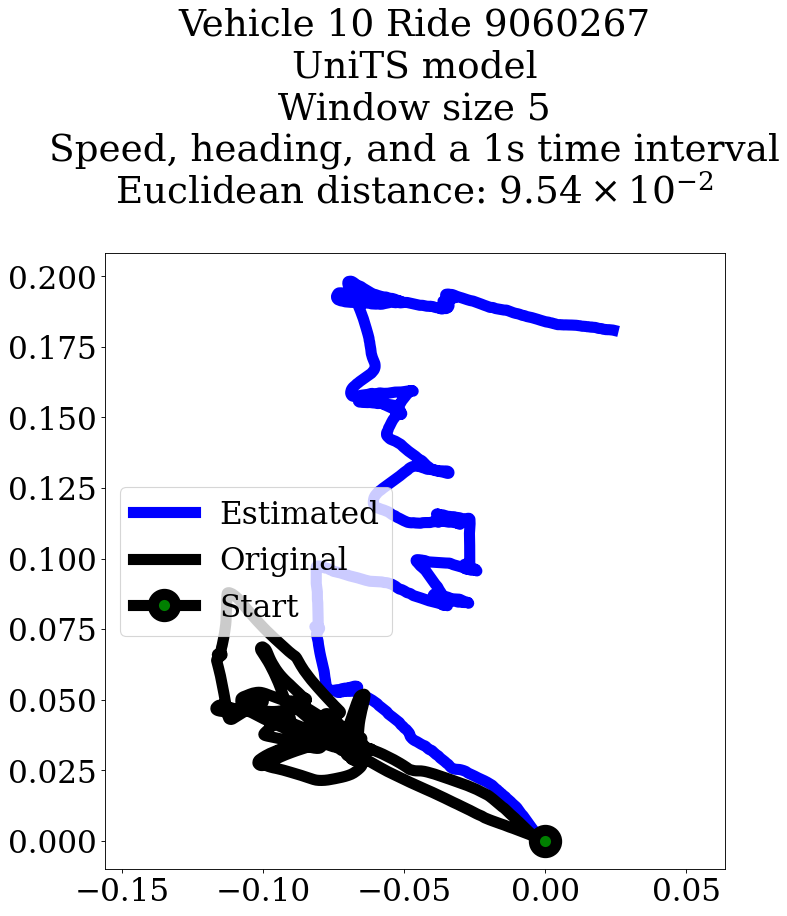 Vehicle 10 Ride 9060267
UniTS model
Window size 5
Speed, heading, and a 1s time interval
Euclidean distance: 9.54 × 10⁻²
0.200
0.175
0.150
0.125
0.100
0.075
0.050
0.025
0.000
Estimated
Original
Start
−0.15 −0.10 −0.05 0.00 0.05